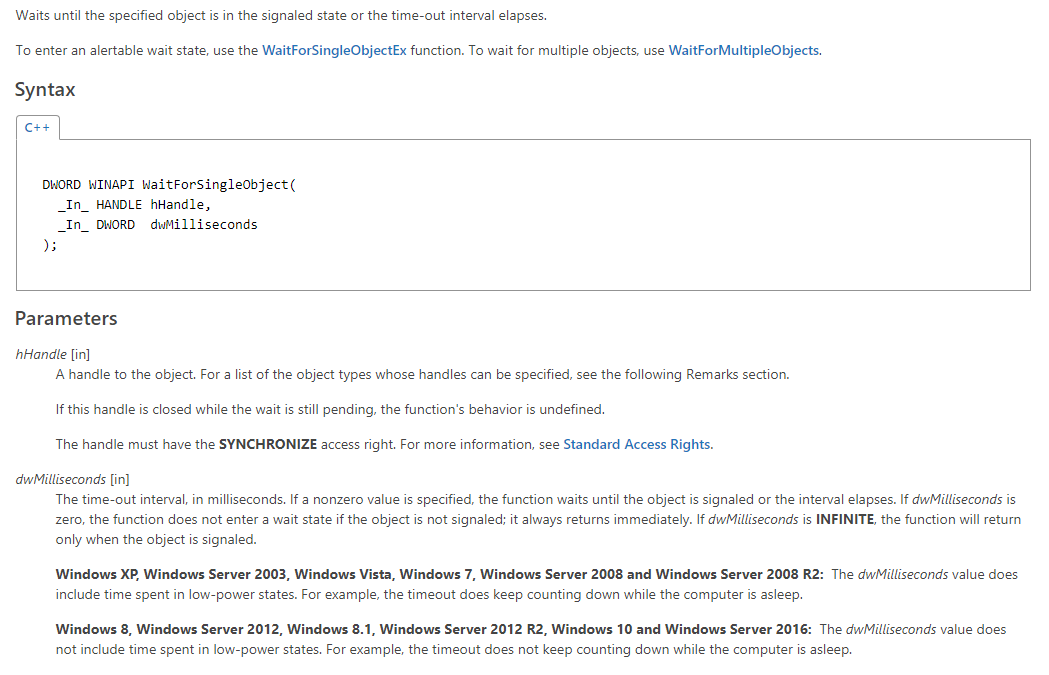 Waits until the specified object is in the signaled state or the time-out interval elapses.
To enter an alertable wait state, use the WaitForSingleObjectEx function. To wait for multiple objects, use WaitForMultipleObjects.
Syntax
C++
DWORD WINAPI WaitForSingleObject(
  _In_ HANDLE hHandle,
  _In_ DWORD  dwMilliseconds
);
Parameters
hHandle [in]
A handle to the object. For a list of the object types whose handles can be specified, see the following Remarks section.
If this handle is closed while the wait is still pending, the function's behavior is undefined.
The handle must have the SYNCHRONIZE access right. For more information, see Standard Access Rights.
dwMilliseconds [in]
The time-out interval, in milliseconds. If a nonzero value is specified, the function waits until the object is signaled or the interval elapses. If dwMilliseconds is
zero, the function does not enter a wait state if the object is not signaled; it always returns immediately. If dwMilliseconds is INFINITE, the function will return
only when the object is signaled.
Windows XP, Windows Server 2003, Windows Vista, Windows 7, Windows Server 2008 and Windows Server 2008 R2:  The dwMilliseconds value does
include time spent in low-power states. For example, the timeout does keep counting down while the computer is asleep.
Windows 8, Windows Server 2012, Windows 8.1, Windows Server 2012 R2, Windows 10 and Windows Server 2016:  The dwMilliseconds value does
not include time spent in low-power states. For example, the timeout does not keep counting down while the computer is asleep.